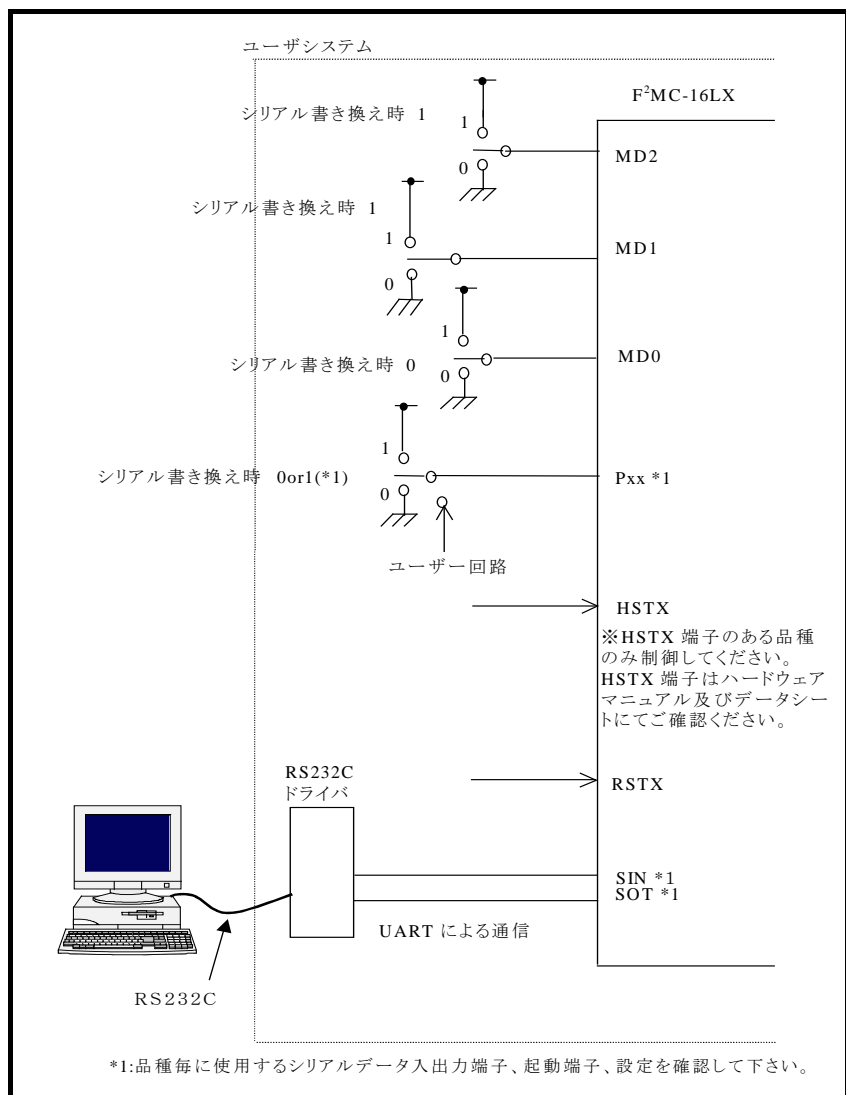 ユーザシステム
F²MC-16LX
シリアル書き換え時 1
1
0
MD2
シリアル書き換え時 1
1
0
MD1
シリアル書き換え時 0
1
0
MD0
シリアル書き換え時 0or1(*1)
1
0
Pxx *1
ユーザー回路
HSTX
※HSTX 端子のある品種
のみ制御してください。
HSTX 端子はハードウェア
マニュアル及びデータシー
トにてご確認ください。
RS232C
ドライバ
RSTX
SIN *1
SOT *1
UART による通信
RS232C
*1:品種毎に使用するシリアルデータ入出力端子、起動端子、設定を確認して下さい。